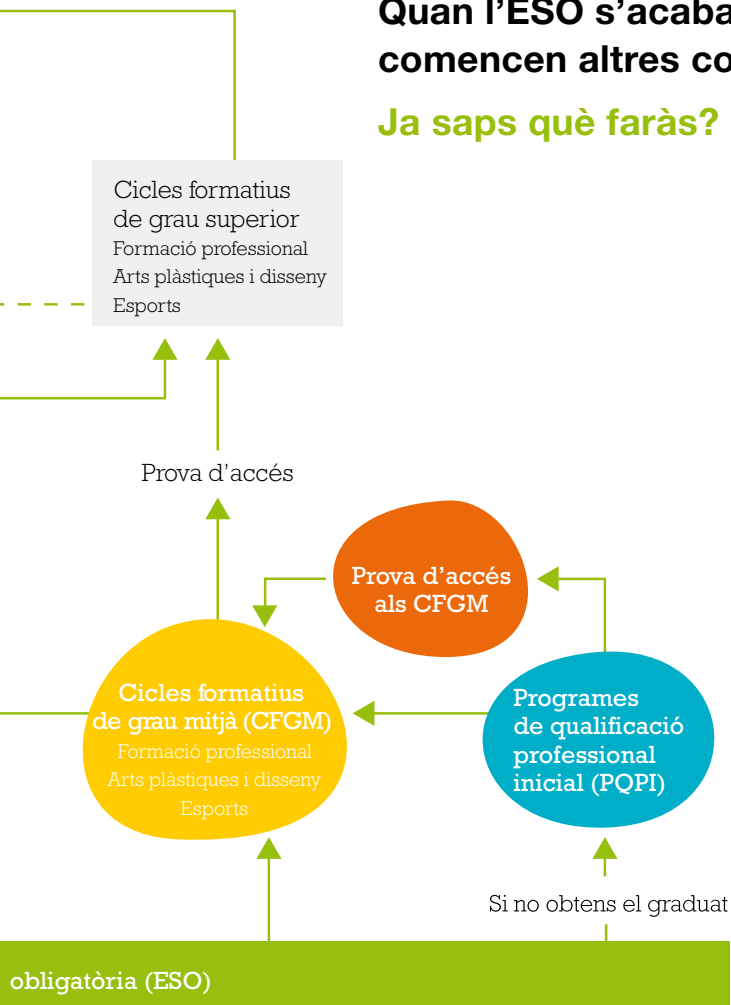 Quan l’ESO s’acaba
comencen altres co
Ja saps què faràs?
Cicles formatius
de grau superior
Formació professional
Arts plàstiques i disseny
Esports
Prova d’accés
Prova d’accés
als CFGM
Cicles formatius
de grau mitjà (CFGM)
Formació professional
Arts plàstiques i disseny
Esports
Programes
de qualificació
professional
inicial (PQPI)
Si no obtens el graduat
obligatòria (ESO)